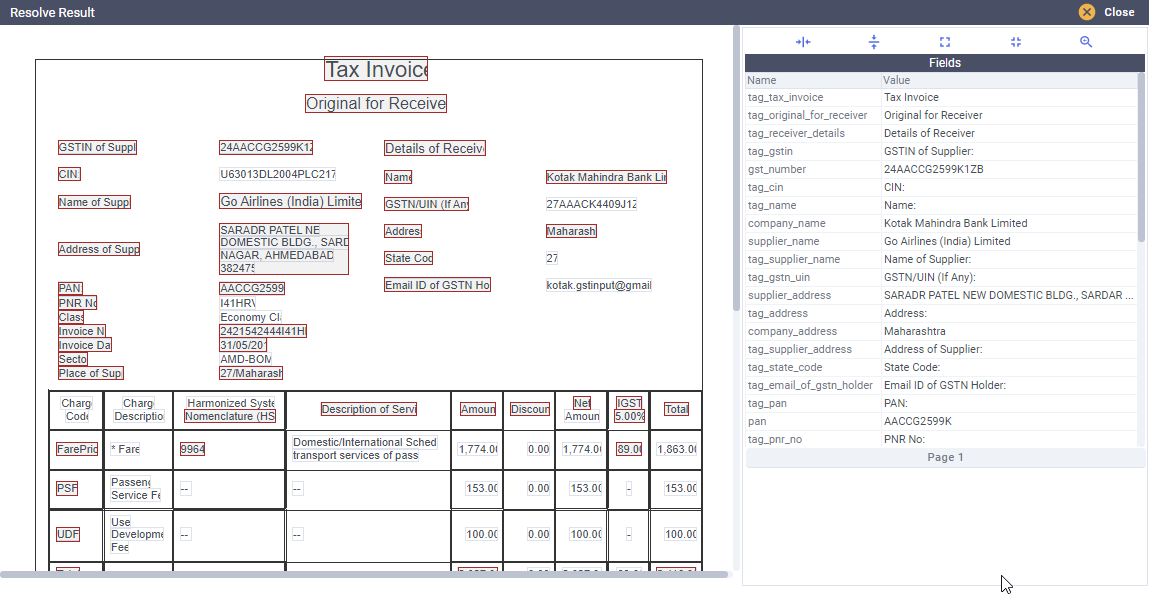 Resolve Result
Close
Tax Invoice
Original for Receive
GSTIN of Suppl
24AACCG2599K1Z
Details of Receiv
CIN:
U63013DL2004PLC217
Name
Kotak Mahindra Bank Lin
Name of Supp
Go Airlines (India) Limite
GSTN/UIN (If Any
27AAACK4409J1Z
Address
Maharash
Address of Supp
SARADR PATEL NE
DOMESTIC BLDG., SARD
NAGAR, AHMEDABAD
382475
State Cod
27
Email ID of GSTN Ho
kotak.gstinput@gmail
PAN:
AACCG2599
PNR No
I41HRV
Class
Economy Cl
Invoice N
2421542444I41H
Invoice Da
31/05/201
Secto
AMD-BOM
Place of Sup
27/Maharash
Charg Code
Charg Descriptio
Harmonized Syste Nomenclature (HS
Description of Servi
Amoun
Discoun
Net Amoun
IGST 5.00%
Total
FarePric
* Fare
9964
Domestic/International Sched transport services of pass
1,774.00
0.00
1,774.00
89.00
1,863.00
PSF
Passeng Service Fe
--
--
153.00
0.00
153.00
-
153.00
UDF
Use Developme Fee
--
--
100.00
0.00
100.00
-
100.00
Fields
Name Value
tag_tax_invoice Tax Invoice
tag_original_for_receiver Original for Receiver
tag_receiver_details Details of Receiver
tag_gstin GSTIN of Supplier:
gst_number 24AACCG2599K1ZB
tag_cin CIN:
tag_name Name:
company_name Kotak Mahindra Bank Limited
supplier_name Go Airlines (India) Limited
tag_supplier_name Name of Supplier:
tag_gstn_uin GSTN/UIN (If Any):
supplier_address SARADR PATEL NEW DOMESTIC BLDG., SARDAR ...
tag_address Address:
company_address Maharashtra
tag_supplier_address Address of Supplier:
tag_state_code State Code:
tag_email_of_gstn_holder Email ID of GSTN Holder:
tag_pan PAN:
pan AACCG2599K
tag_pnr_no PNR No:
Page 1